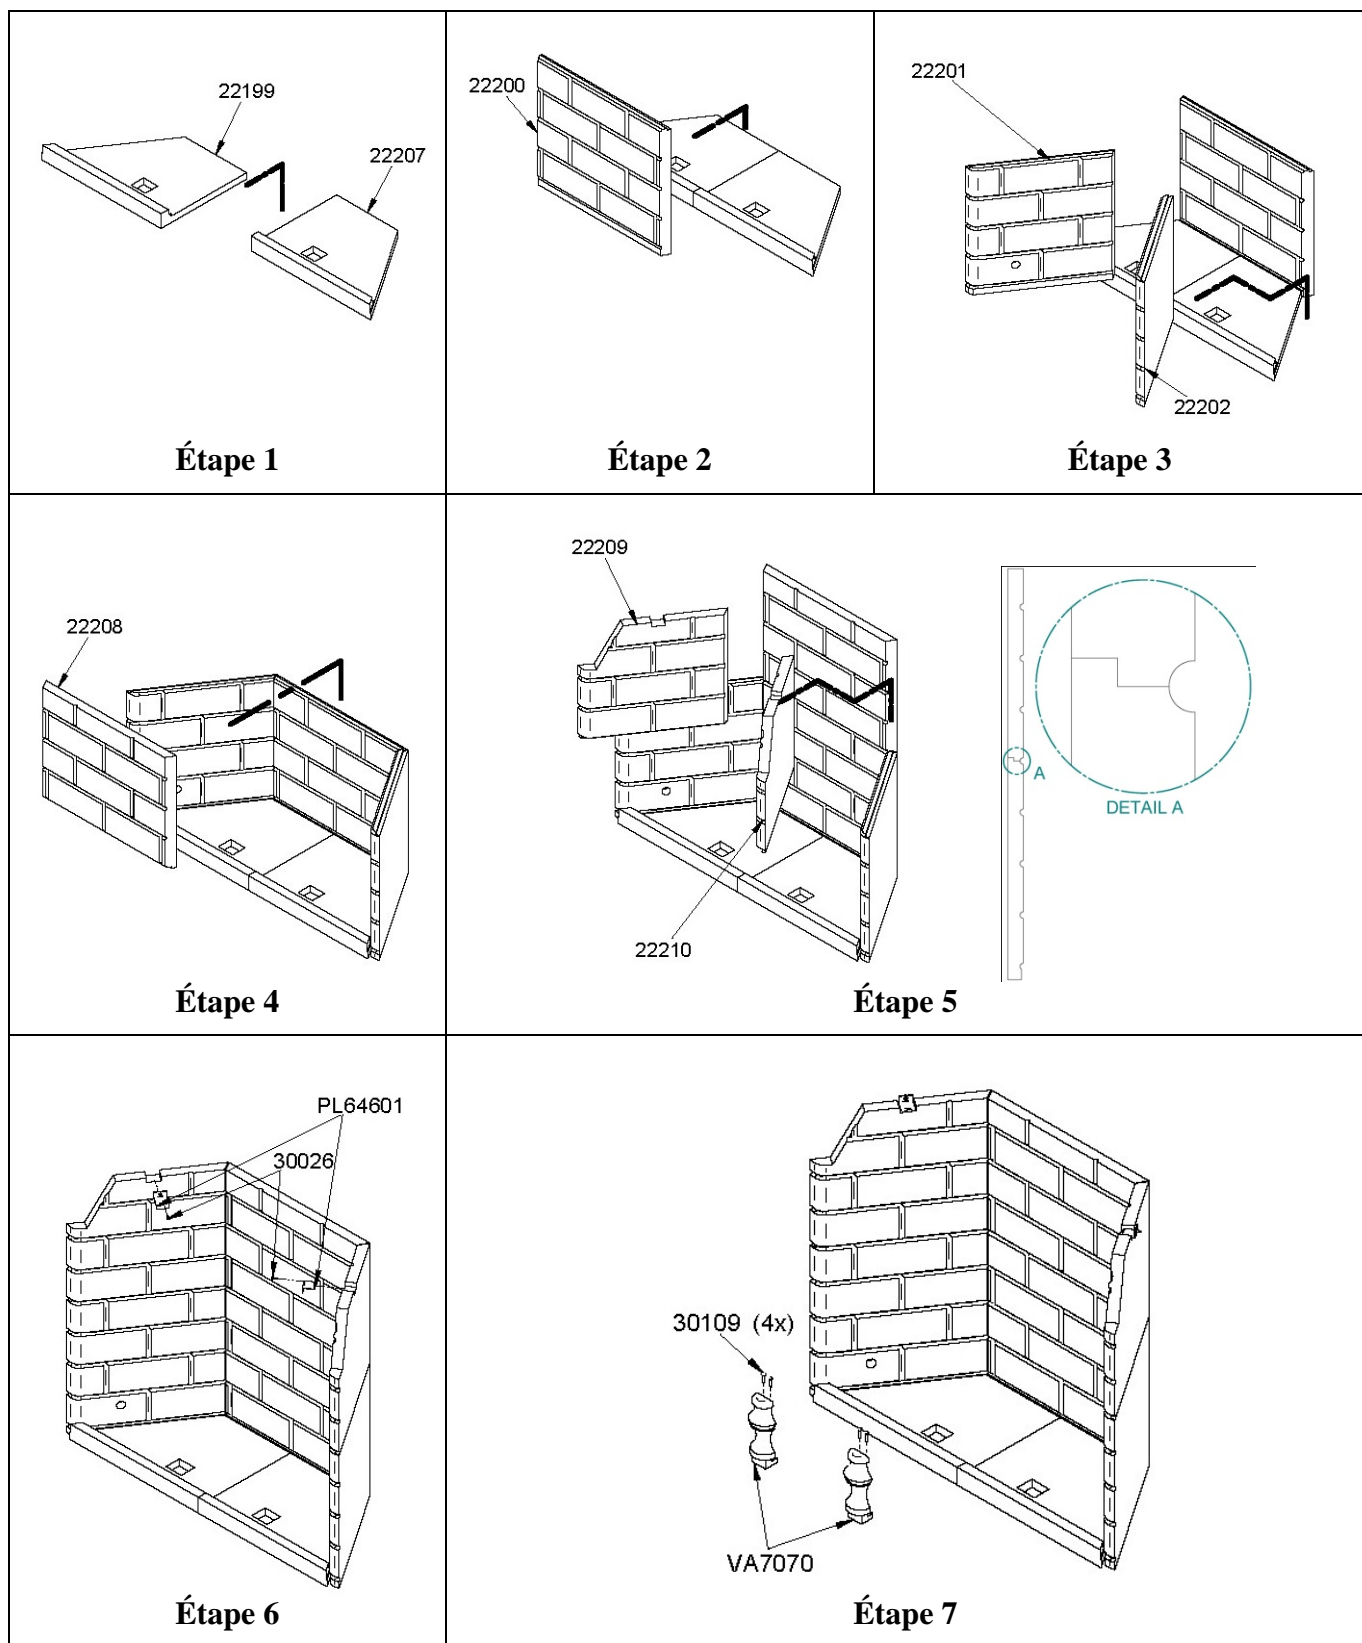 22199
22207
Étape 1
22200
Étape 2
22201
22202
Étape 3
22208
Étape 4
22209
22210
A
DETAIL A
Étape 5
PL64601
30026
Étape 6
30109 (4x)
VA7070
Étape 7